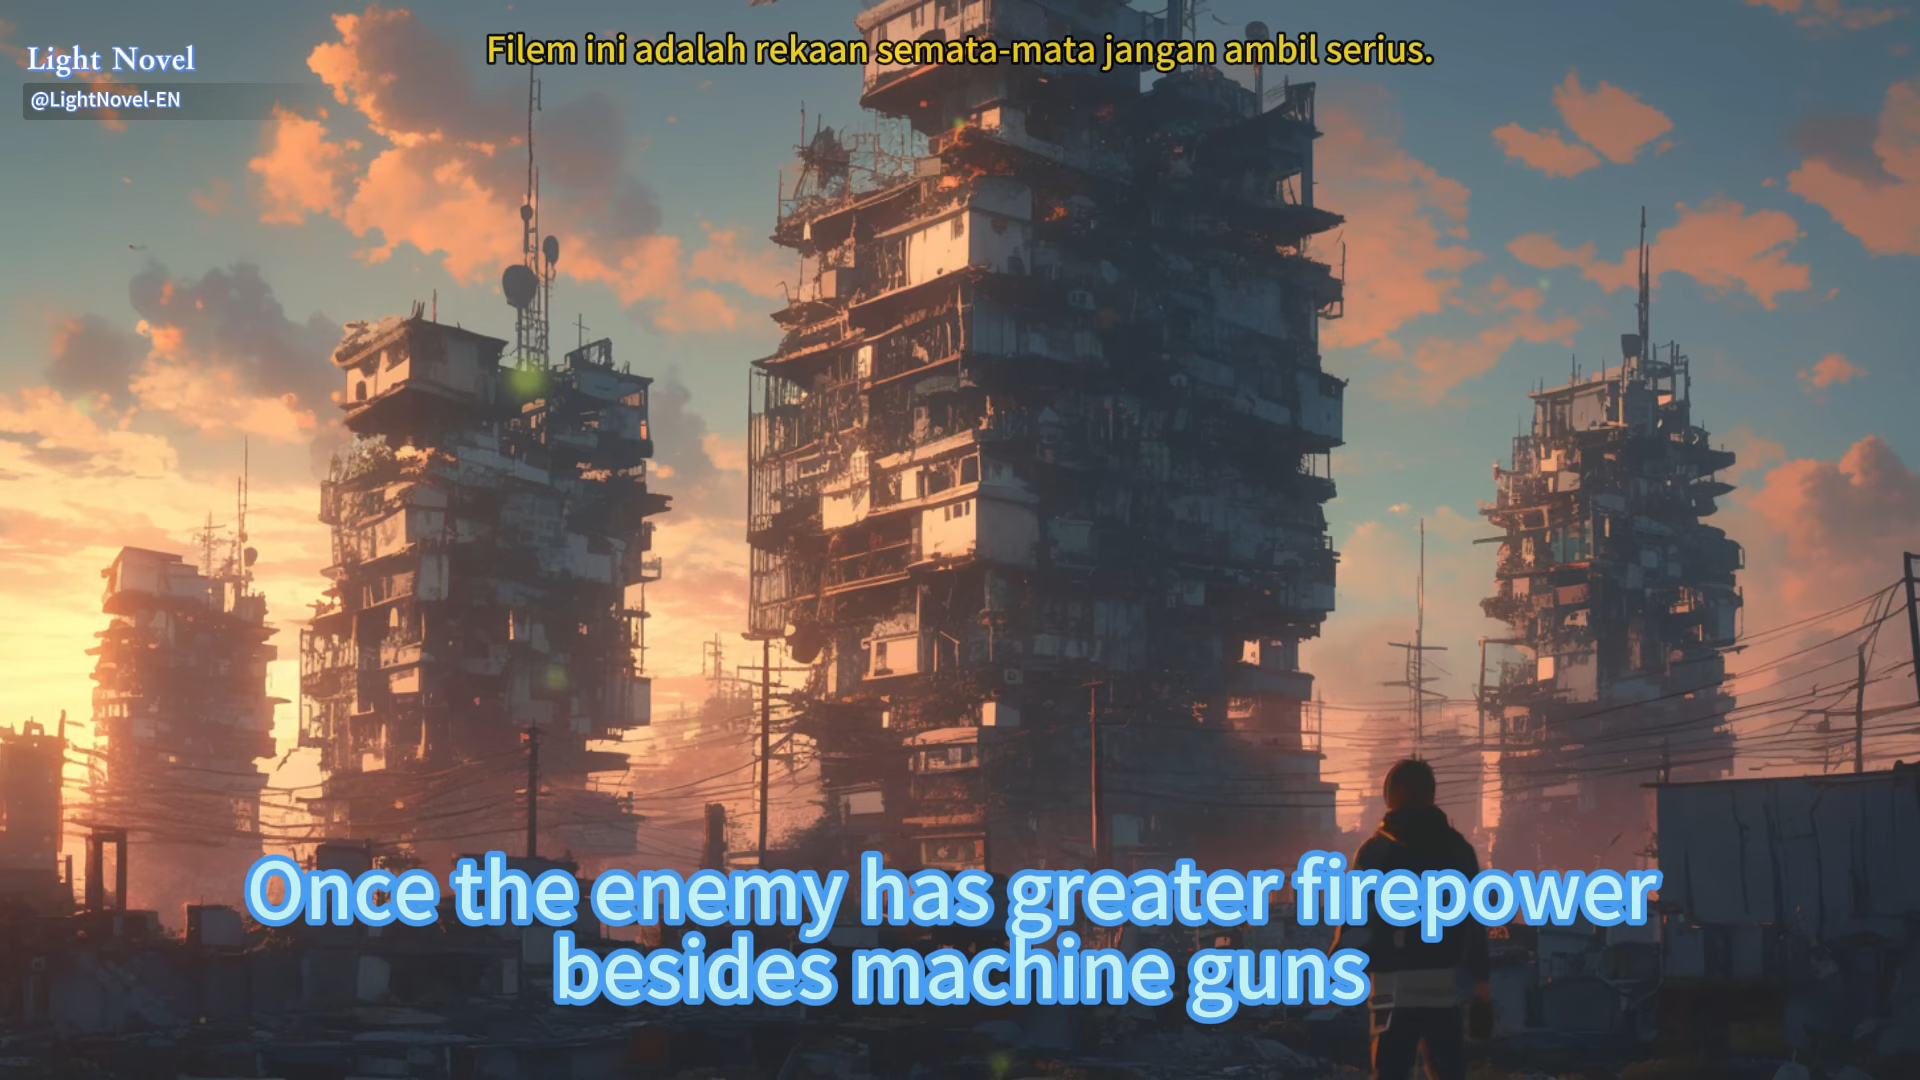 Light Novel
@LightNovel-EN
Filem ini adalah rekaan semata-mata jangan ambil serius.
Once the enemy has greater firepower
besides machine guns